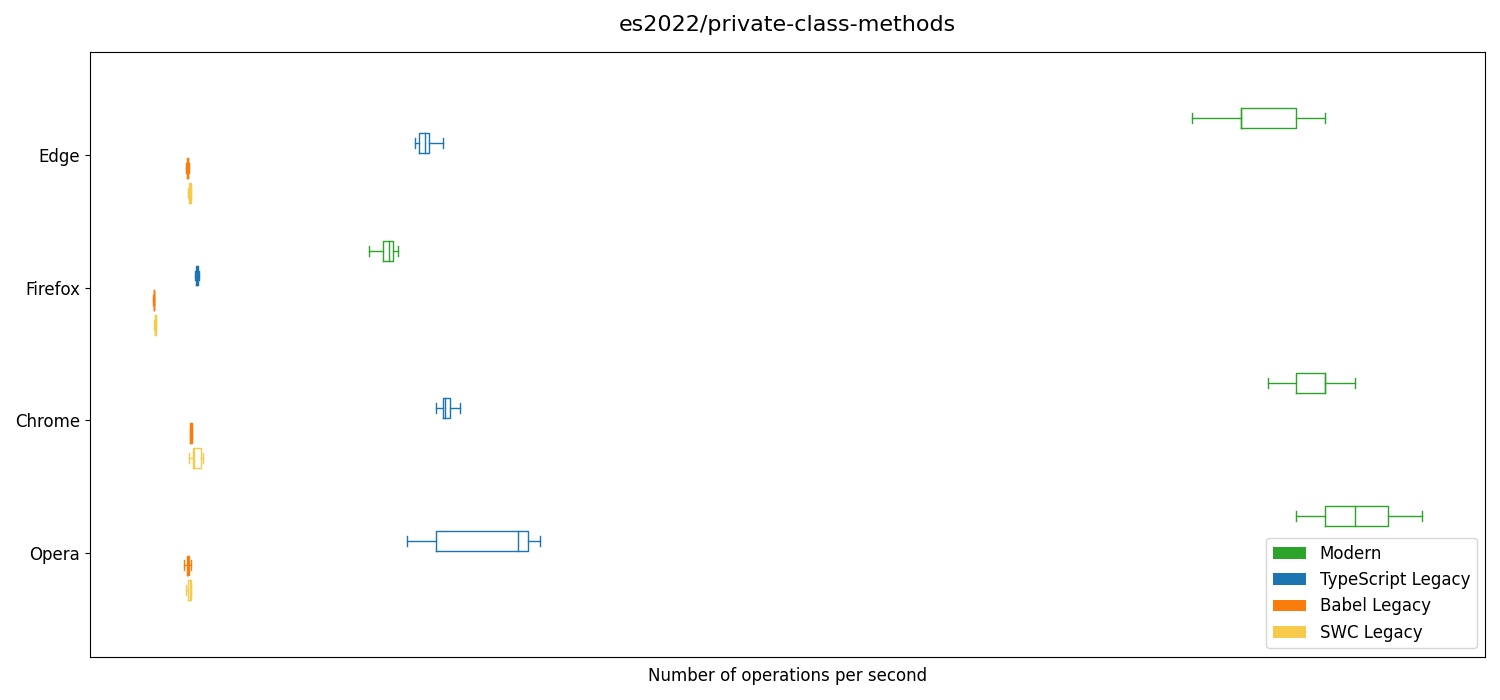 es2022/private-class-methods
Edge
Firefox
Chrome
Opera
Modern
TypeScript Legacy
Babel Legacy
SWC Legacy
Number of operations per second